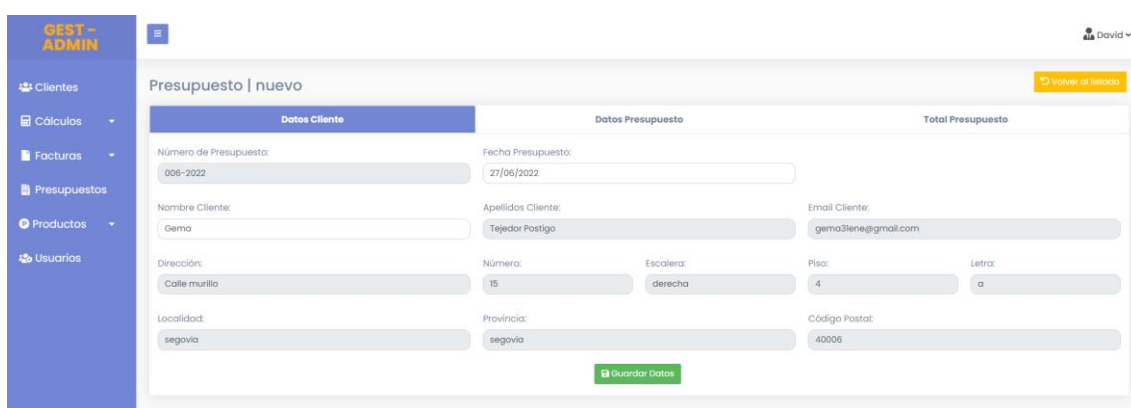 GEST -
ADMIN
David
Clientes
Cálculos
Facturas
Presupuestos
Productos
Usuarios
Presupuesto | nuevo
Volver al listado
Datos Cliente
Datos Presupuesto
Total Presupuesto
Número de Presupuesto:
Fecha Presupuesto:
006-2022
27/06/2022
Nombre Cliente:
Apellidos Cliente:
Email Cliente:
Gema
Tejedor Postigo
gema3lene@gmail.com
Dirección:
Número:
Escalera:
Piso:
Letra:
Calle murillo
15
derecha
4
a
Localidad:
Provincia:
Código Postal:
segovia
segovia
40006
Guardar Datos